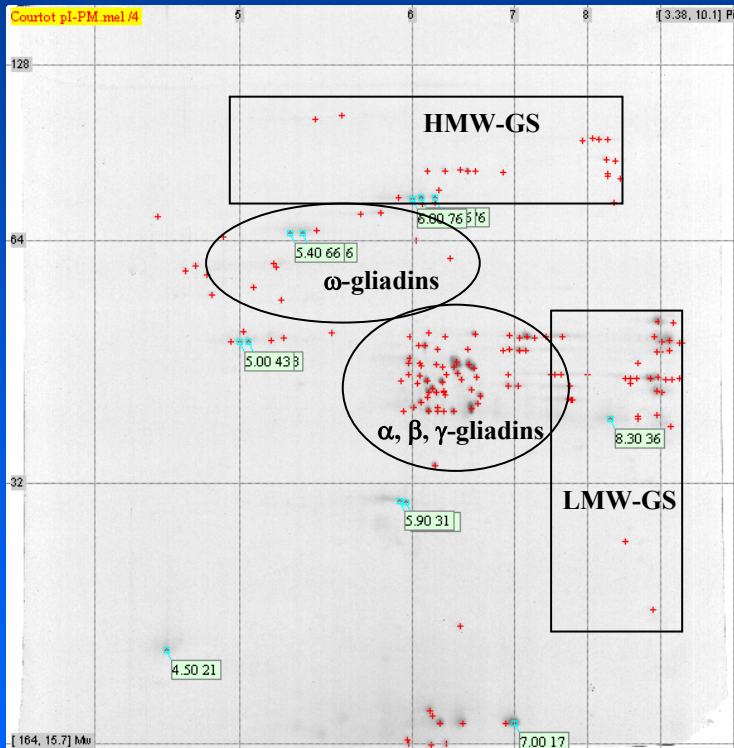 Courtot pI-PM.mel /4
5
6
7
8
[ 3.38, 10.1] PI
128
HMW-GS
6.00 76
64
5.40 66
ω-gliadins
5.00 43
α, β, γ-gliadins
8.30 36
32
LMW-GS
5.90 31
4.50 21
[ 164, 15.7] Mw
7.00 17